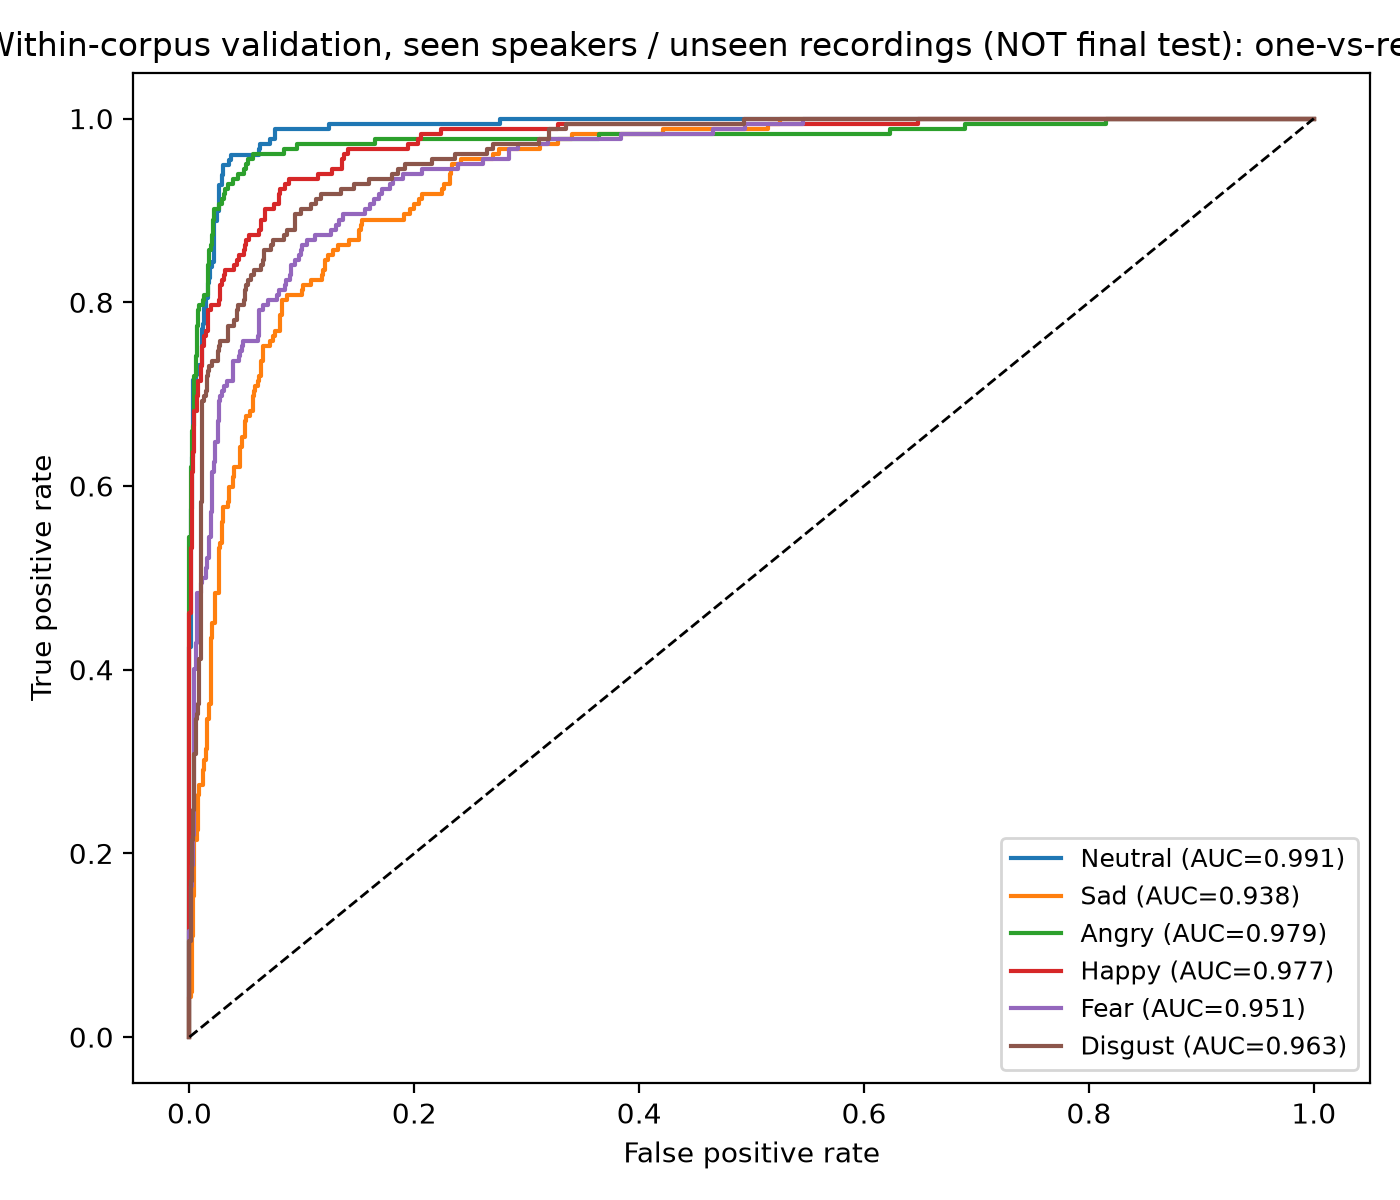 Within-corpus validation, seen speakers / unseen recordings (NOT final test): one-vs-re
1.0
0.8
0.6
0.4
0.2
0.0
True positive rate
0.0 0.2 0.4 0.6 0.8 1.0
False positive rate
Neutral (AUC=0.991)
Sad (AUC=0.938)
Angry (AUC=0.979)
Happy (AUC=0.977)
Fear (AUC=0.951)
Disgust (AUC=0.963)